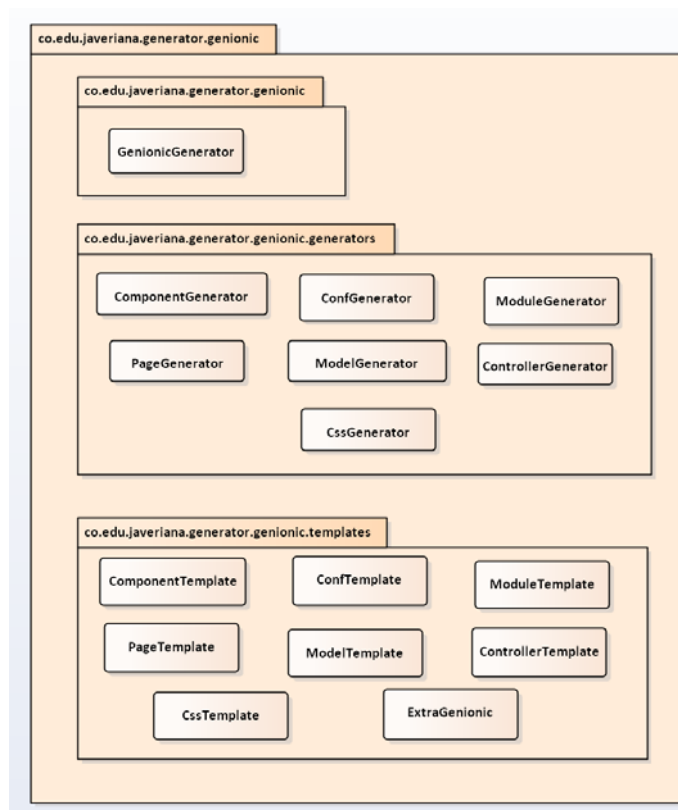 co.edu.javeriana.generator.genionic
co.edu.javeriana.generator.genionic
GenionicGenerator
co.edu.javeriana.generator.genionic.generators
ComponentGenerator
ConfGenerator
ModuleGenerator
PageGenerator
ModelGenerator
ControllerGenerator
CssGenerator
co.edu.javeriana.generator.genionic.templates
ComponentTemplate
ConfTemplate
ModuleTemplate
PageTemplate
ModelTemplate
ControllerTemplate
CssTemplate
ExtraGenionic